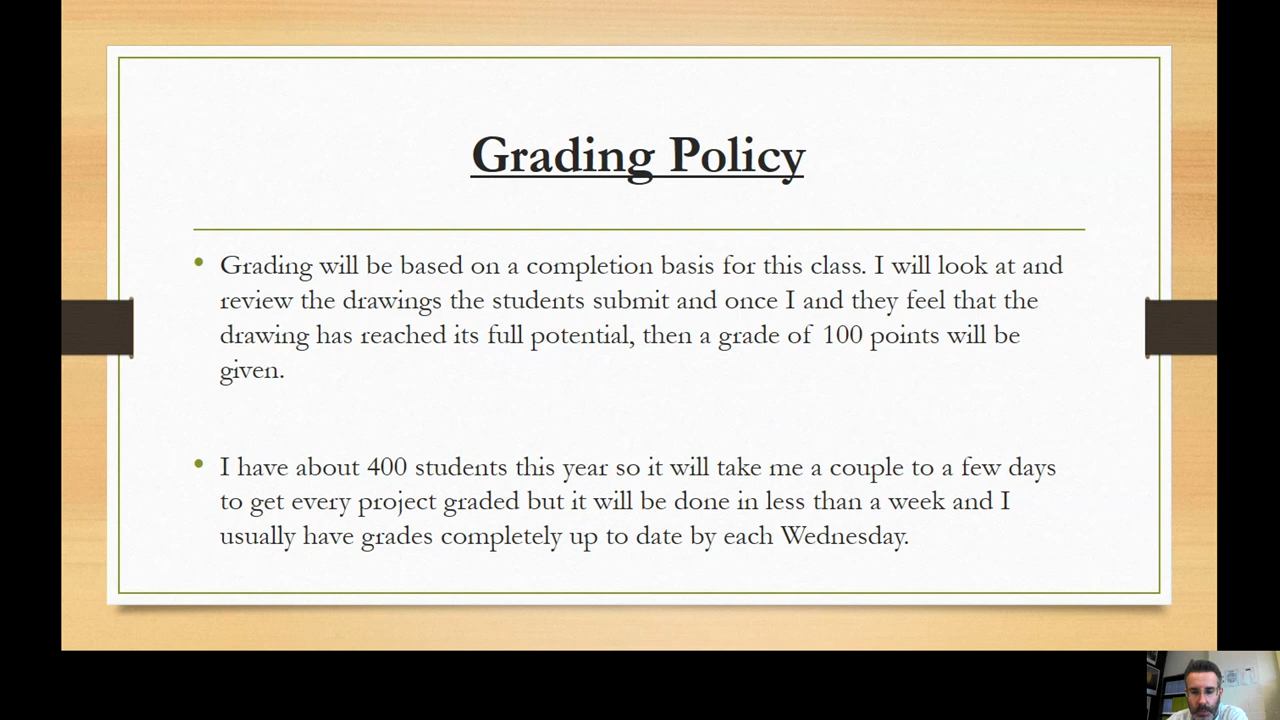 Grading Policy
• Grading will be based on a completion basis for this class. I will look at and
review the drawings the students submit and once I and they feel that the
drawing has reached its full potential, then a grade of 100 points will be
given.
• I have about 400 students this year so it will take me a couple to a few days
to get every project graded but it will be done in less than a week and I
usually have grades completely up to date by each Wednesday.